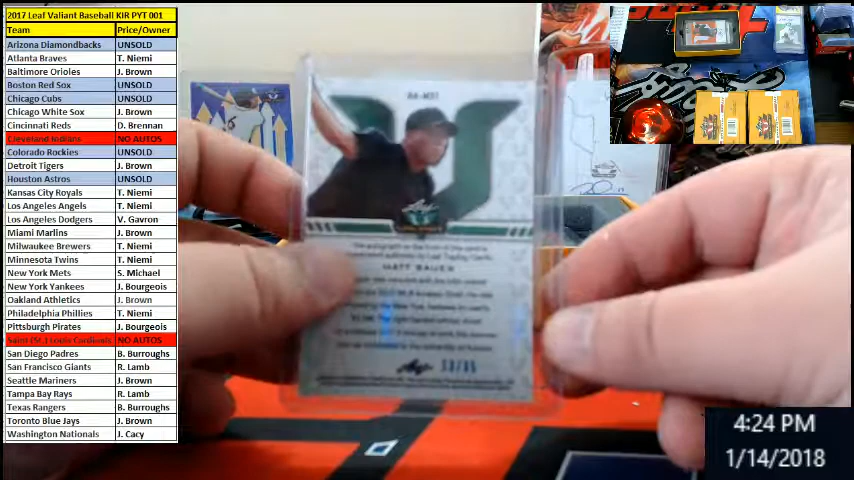 2017 Leaf Valiant Baseball KIR PYT 001
Team Price/Owner
Arizona Diamondbacks UNSOLD
Atlanta Braves T. Niemi
Baltimore Orioles J. Brown
Boston Red Sox UNSOLD
Chicago Cubs UNSOLD
Chicago White Sox J. Brown
Cincinnati Reds D. Brennan
Cleveland Indians NO AUTOS
Colorado Rockies UNSOLD
Detroit Tigers J. Brown
Houston Astros UNSOLD
Kansas City Royals T. Niemi
Los Angeles Angels T. Niemi
Los Angeles Dodgers V. Gavron
Miami Marlins J. Brown
Milwaukee Brewers T. Niemi
Minnesota Twins T. Niemi
New York Mets S. Michael
New York Yankees J. Bourgeois
Oakland Athletics J. Brown
Philadelphia Phillies T. Niemi
Pittsburgh Pirates J. Bourgeois
Saint (St.) Louis Cardinals NO AUTOS
San Diego Padres B. Burroughs
San Francisco Giants R. Lamb
Seattle Mariners J. Brown
Tampa Bay Rays R. Lamb
Texas Rangers B. Burroughs
Toronto Blue Jays J. Brown
Washington Nationals J. Cacy
MATT SAUER
4:24 PM
1/14/2018